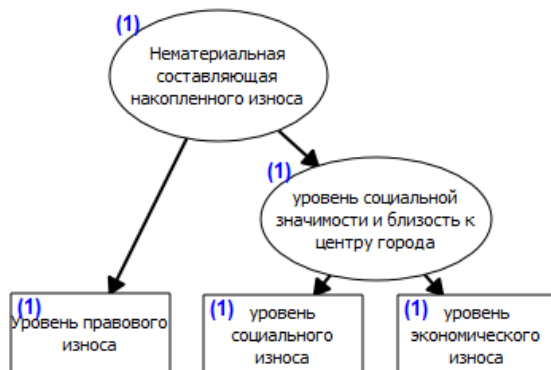 (1)
Нематериальная
составляющая
накопленного износа
(1)
уровень социальной
значимости и близость к
центру города
(1)
Уровень правового
износа
(1)
уровень
социального
износа
(1)
уровень
экономического
износа